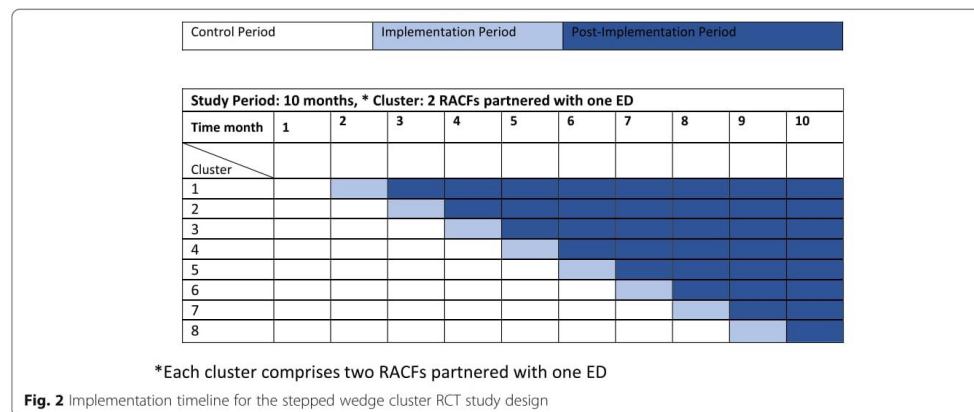 Control Period Implementation Period Post-Implementation Period
Study Period: 10 months, * Cluster: 2 RACFs partnered with one ED
Time month 1 2 3 4 5 6 7 8 9 10
Cluster
1
2
3
4
5
6
7
8
*Each cluster comprises two RACFs partnered with one ED
Fig. 2 Implementation timeline for the stepped wedge cluster RCT study design